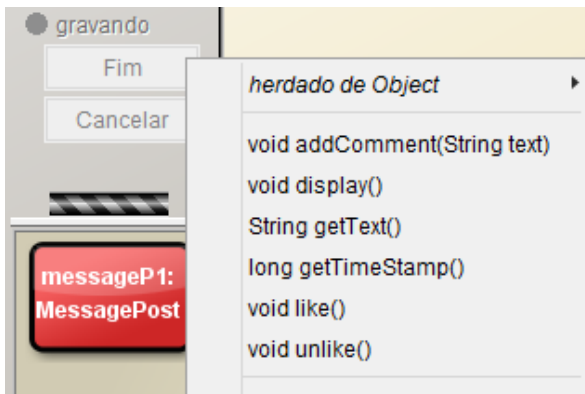 gravando
Fim
Cancelar
herdado de Object
void addComment(String text)
void display()
String getText()
long getTimeStamp()
void like()
void unlike()
messageP1:
MessagePost